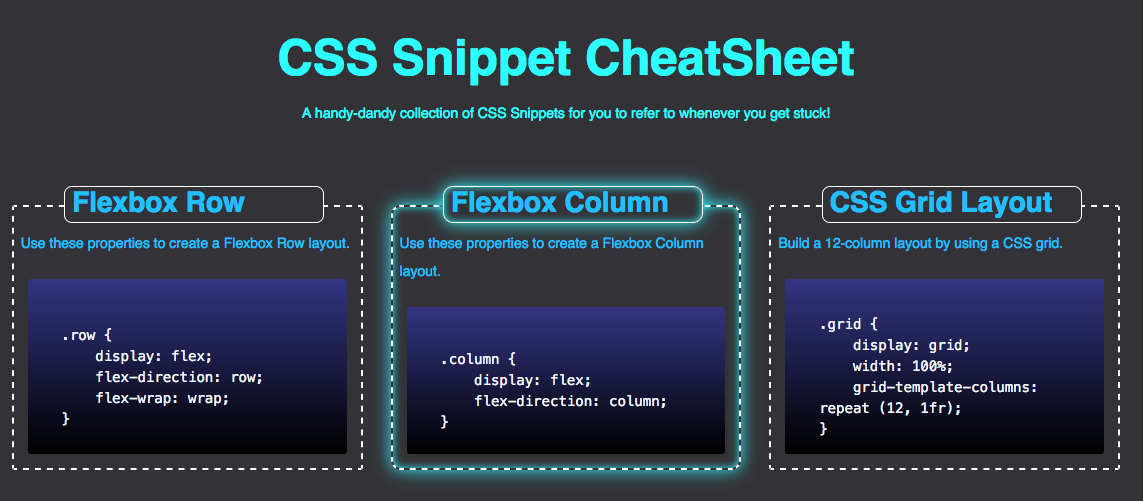 CSS Snippet CheatSheet
A handy-dandy collection of CSS Snippets for you to refer to whenever you get stuck!
Flexbox Row
Use these properties to create a Flexbox Row layout.
.row {
    display: flex;
    flex-direction: row;
    flex-wrap: wrap;
}
Flexbox Column
Use these properties to create a Flexbox Column
layout.
.column {
    display: flex;
    flex-direction: column;
}
CSS Grid Layout
Build a 12-column layout by using a CSS grid.
.grid {
    display: grid;
    width: 100%;
    grid-template-columns:
repeat (12, 1fr);
}